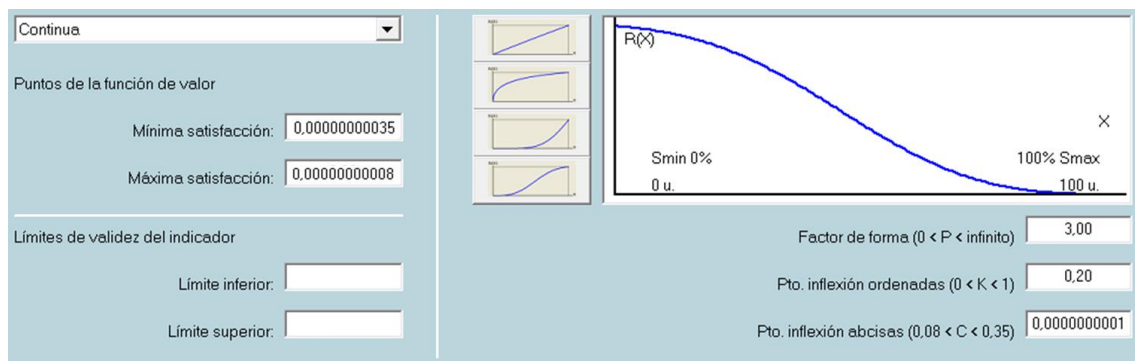 Continua
Puntos de la función de valor
Mínima satisfacción: 0,00000000035
Máxima satisfacción: 0,00000000008
Límites de validez del indicador
Límite inferior:
Límite superior:
R(X)
X
Smin 0%
100% Smax
0 u.
100 u.
Factor de forma (0 < P < infinito) 3,00
Pto. inflexión ordenadas (0 < K < 1) 0,20
Pto. inflexión abcisas (0,08 < C < 0,35) 0,0000000001